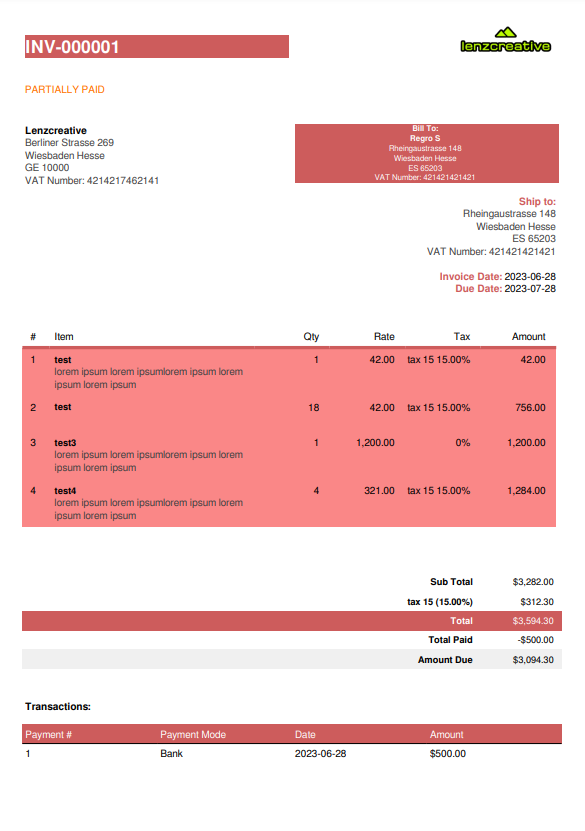 INV-000001
lenzcreative
PARTIALLY PAID
Lenzcreative
Berliner Strasse 269
Wiesbaden Hesse
GE 10000
VAT Number: 4214217462141
Bill To:
Regro S
Rheingaustrasse 148
Wiesbaden Hesse
ES 65203
VAT Number: 421421421421
Ship to:
Rheingaustrasse 148
Wiesbaden Hesse
ES 65203
VAT Number: 421421421421
Invoice Date: 2023-06-28
Due Date: 2023-07-28
# Item Qty Rate Tax Amount
1 test 1 42.00 tax 15 15.00% 42.00
lorem ipsum lorem ipsumlorem ipsum lorem
ipsum lorem ipsum
2 test 18 42.00 tax 15 15.00% 756.00
3 test3 1 1,200.00 0% 1,200.00
lorem ipsum lorem ipsumlorem ipsum lorem
ipsum lorem ipsum
4 test4 4 321.00 tax 15 15.00% 1,284.00
lorem ipsum lorem ipsumlorem ipsum lorem
ipsum lorem ipsum
Sub Total $3,282.00
tax 15 (15.00%) $312.30
Total $3,594.30
Total Paid -$500.00
Amount Due $3,094.30
Transactions:
Payment # Payment Mode Date Amount
1 Bank 2023-06-28 $500.00